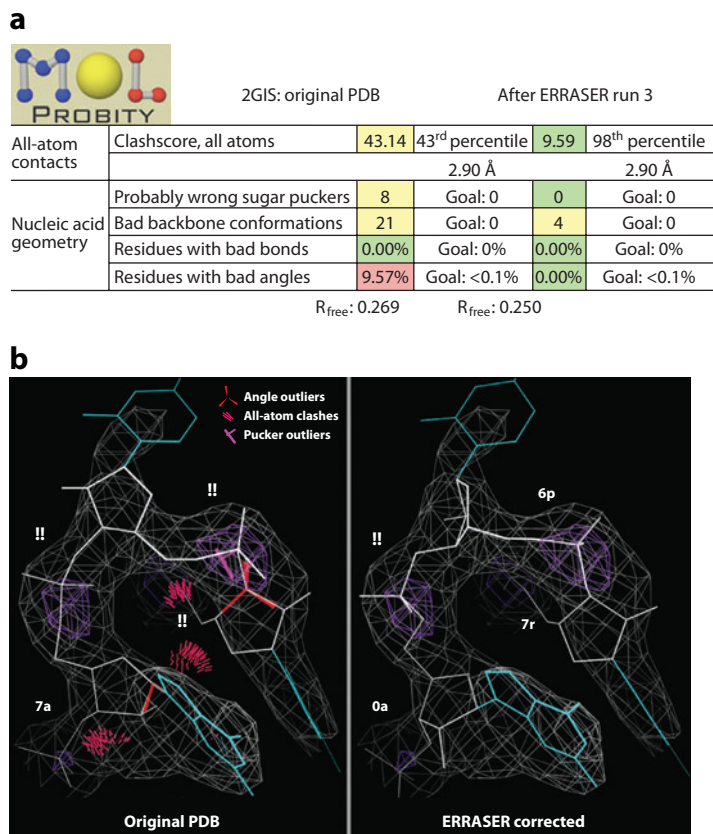 a
MOL
PROBITY
2GIS: original PDB After ERRASER run 3
All-atom contacts Clashscore, all atoms 43.14 43rd percentile 9.59 98th percentile
2.90 Å 2.90 Å
Nucleic acid geometry Probably wrong sugar puckers 8 Goal: 0 0 Goal: 0
Bad backbone conformations 21 Goal: 0 4 Goal: 0
Residues with bad bonds 0.00% Goal: 0% 0.00% Goal: 0%
Residues with bad angles 9.57% Goal: <0.1% 0.00% Goal: <0.1%
Rfree: 0.269 Rfree: 0.250
b
Angle outliers
All-atom clashes
Pucker outliers
!!
!!
!!
7a
Original PDB
6p
!!
7r
0a
ERRASER corrected